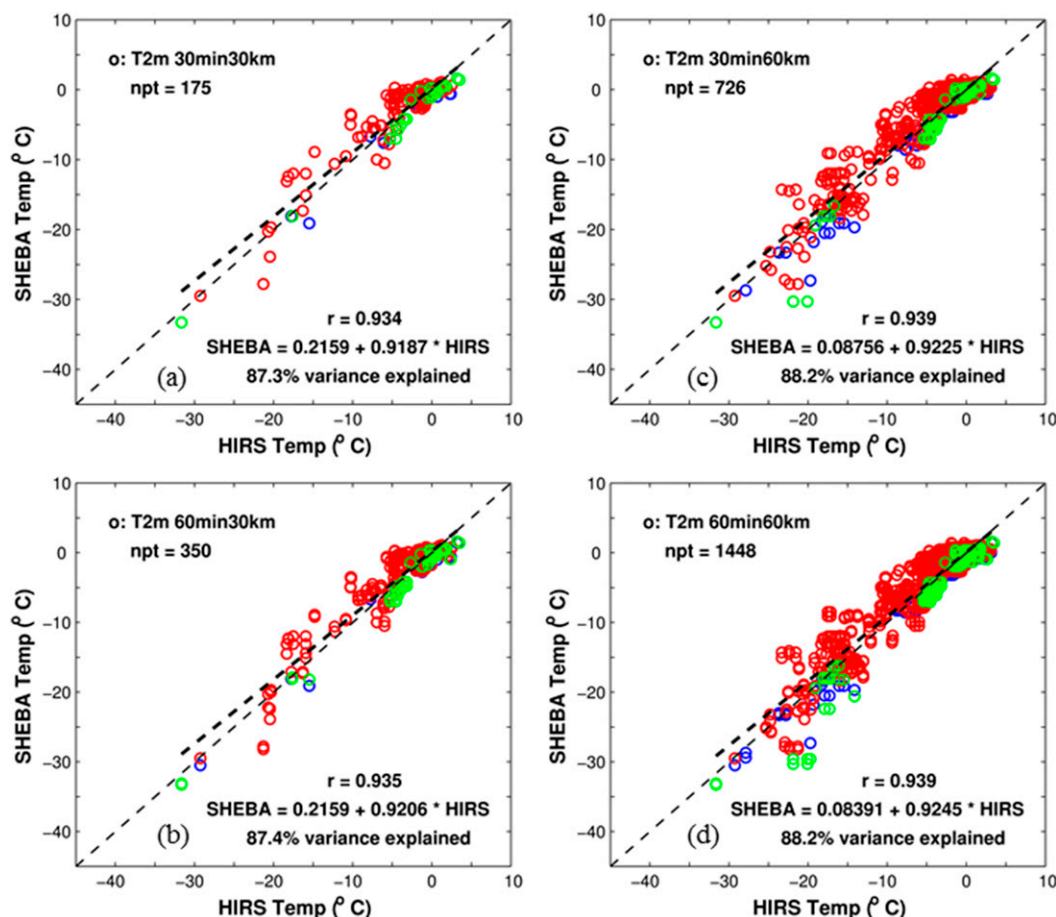 o: T2m 30min30km
npt = 175
r = 0.934
SHEBA = 0.2159 + 0.9187 * HIRS
(a)
87.3% variance explained
10
0
−10
−20
−30
−40
−40
−30
−20
−10
0
10
SHEBA Temp (° C)
HIRS Temp (° C)
o: T2m 30min60km
npt = 726
r = 0.939
SHEBA = 0.08756 + 0.9225 * HIRS
(c)
88.2% variance explained
10
0
−10
−20
−30
−40
−40
−30
−20
−10
0
10
SHEBA Temp (° C)
HIRS Temp (° C)
o: T2m 60min30km
npt = 350
r = 0.935
SHEBA = 0.2159 + 0.9206 * HIRS
(b)
87.4% variance explained
10
0
−10
−20
−30
−40
−40
−30
−20
−10
0
10
SHEBA Temp (° C)
HIRS Temp (° C)
o: T2m 60min60km
npt = 1448
r = 0.939
SHEBA = 0.08391 + 0.9245 * HIRS
(d)
88.2% variance explained
10
0
−10
−20
−30
−40
−40
−30
−20
−10
0
10
SHEBA Temp (° C)
HIRS Temp (° C)